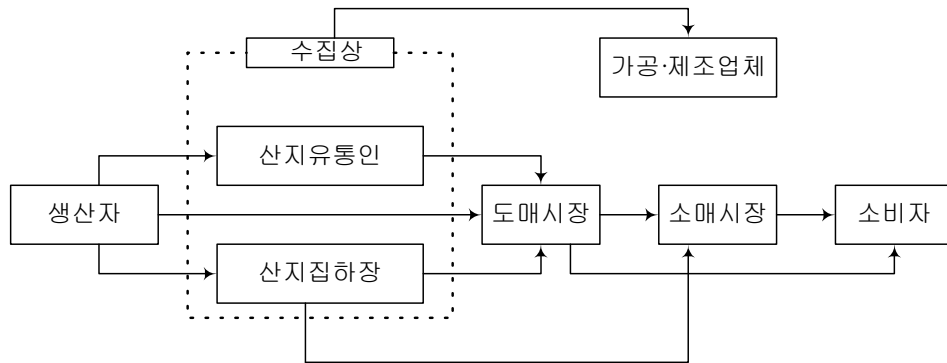 수집상
가공·제조업체
산지유통인
생산자
도매시장
소매시장
소비자
산지집하장